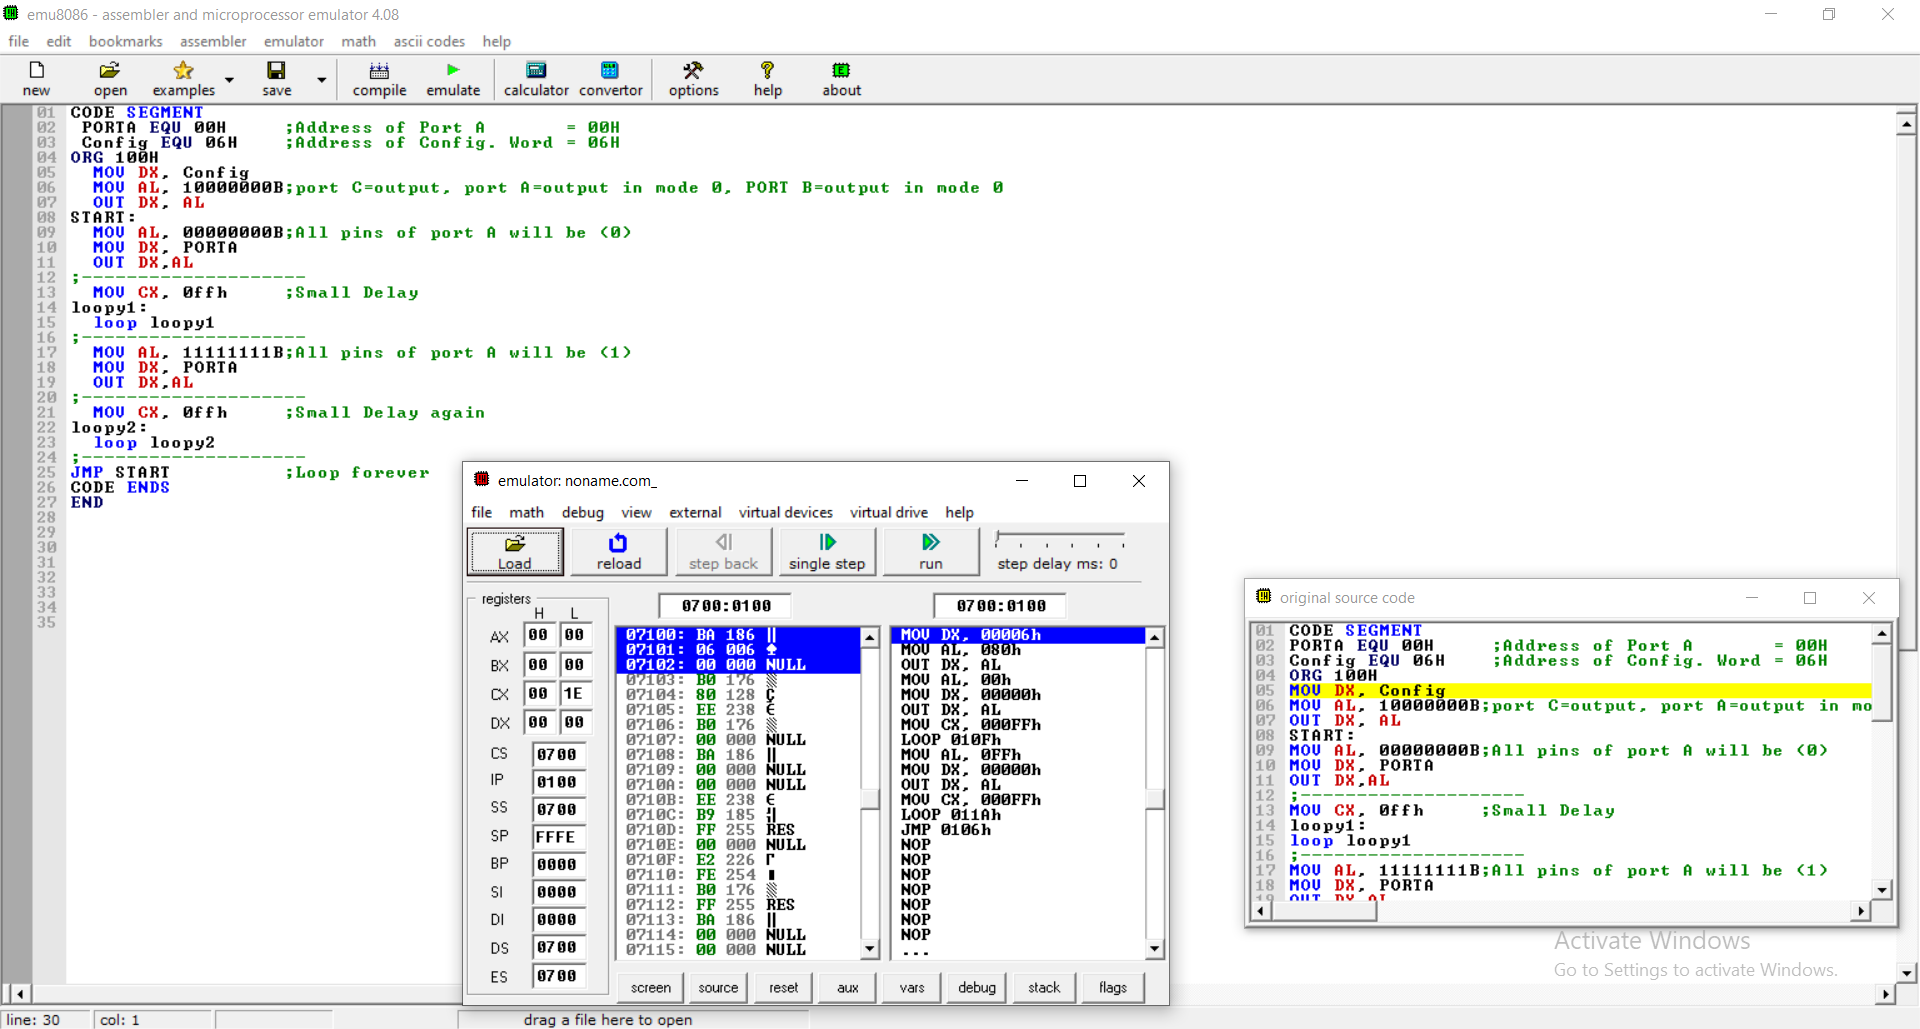 emu8086 - assembler and microprocessor emulator 4.08
file edit bookmarks assembler emulator math ascii codes help
new open examples save compile emulate calculator convertor options help about
01 CODE SEGMENT
02 PORTA EQU 00H ;Address of Port A = 00H
03 Config EQU 06H ;Address of Config. Word = 06H
04 ORG 100H
05 MOV DX, Config
06 MOV AL, 10000000B;port C=output, port A=output in mode 0, PORT B=output in mode 0
07 OUT DX, AL
08 START:
09 MOV AL, 00000000B;All pins of port A will be (0)
10 MOV DX, PORTA
11 OUT DX,AL
12 ;--------------------
13 MOV CX, 0ffh ;Small Delay
14 loopy1:
15 loop loopy1
16 ;--------------------
17 MOV AL, 11111111B;All pins of port A will be (1)
18 MOV DX, PORTA
19 OUT DX,AL
20 ;--------------------
21 MOV CX, 0ffh ;Small Delay again
22 loopy2:
23 loop loopy2
24 ;--------------------
25 JMP START ;Loop forever
26 CODE ENDS
27 END
28
29
30
31
32
33
34
35
emulator: noname.com_
file math debug view external virtual devices virtual drive help
Load reload step back single step run step delay ms: 0
registers
H L
AX 00 00
BX 00 00
CX 00 1E
DX 00 00
CS 0700
IP 0100
SS 0700
SP FFFE
BP 0000
SI 0000
DI 0000
DS 0700
ES 0700
0700:0100 0700:0100
07100: BA 186 ‖
07101: 06 006 ♠
07102: 00 000 NULL
07103: B0 176 ▒
07104: 80 128 Ç
07105: EE 238 ε
07106: B0 176 ▒
07107: 00 000 NULL
07108: BA 186 ‖
07109: 00 000 NULL
0710A: 00 000 NULL
0710B: EE 238 ε
0710C: B9 185 ╣
0710D: FF 255 RES
0710E: 00 000 NULL
0710F: E2 226 Γ
07110: FE 254 ■
07111: B0 176 ▒
07112: FF 255 RES
07113: BA 186 ‖
07114: 00 000 NULL
07115: 00 000 NULL
MOV DX, 00006h
MOV AL, 080h
OUT DX, AL
MOV AL, 00h
MOV DX, 00000h
OUT DX, AL
MOV CX, 000FFh
LOOP 010Fh
MOV AL, 0FFh
MOV DX, 00000h
OUT DX, AL
MOV CX, 000FFh
LOOP 011Ah
JMP 0106h
NOP
NOP
NOP
NOP
NOP
NOP
NOP
...
screen source reset aux vars debug stack flags
original source code
01 CODE SEGMENT
02 PORTA EQU 00H ;Address of Port A = 00H
03 Config EQU 06H ;Address of Config. Word = 06H
04 ORG 100H
05 MOV DX, Config
06 MOV AL, 10000000B;port C=output, port A=output in mo
07 OUT DX, AL
08 START:
09 MOV AL, 00000000B;All pins of port A will be (0)
10 MOV DX, PORTA
11 OUT DX,AL
12 ;--------------------
13 MOV CX, 0ffh ;Small Delay
14 loopy1:
15 loop loopy1
16 ;--------------------
17 MOV AL, 11111111B;All pins of port A will be (1)
18 MOV DX, PORTA
19 OUT DX,AL
Activate Windows
Go to Settings to activate Windows.
line: 30 col: 1 drag a file here to open